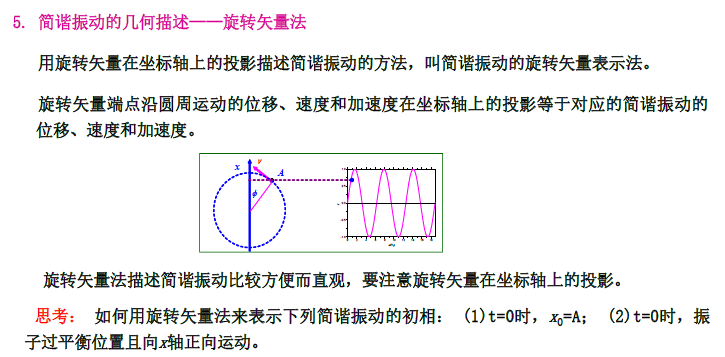 5. 简谐振动的几何描述——旋转矢量法
用旋转矢量在坐标轴上的投影描述简谐振动的方法，叫简谐振动的旋转矢量表示法。
旋转矢量端点沿圆周运动的位移、速度和加速度在坐标轴上的投影等于对应的简谐振动的
位移、速度和加速度。
x
v
A
ϕ
旋转矢量法描述简谐振动比较方便而直观，要注意旋转矢量在坐标轴上的投影。
思考： 如何用旋转矢量法来表示下列简谐振动的初相： (1)t=0时，x₀=A； (2)t=0时，振
子过平衡位置且向x轴正向运动。